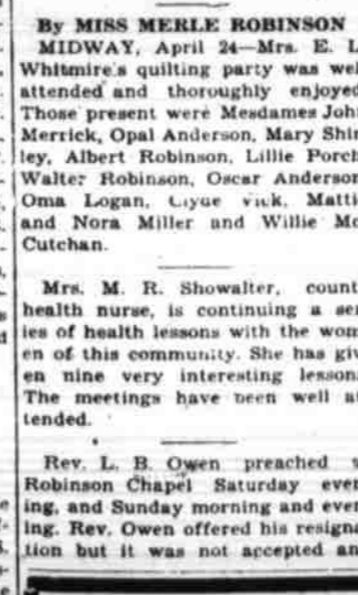 By MISS MERLE ROBINSON
MIDWAY, April 24—Mrs. E. L.
Whitmire's quilting party was wel
attended and thoroughly enjoyed
Those present were Mesdames John
Merrick, Opal Anderson, Mary Shir
ley, Albert Robinson, Lillie Porch
Walter Robinson, Oscar Anderson
Oma Logan, Clyde Vick, Matti
and Nora Miller and Willie Mc
Cutchan.
Mrs. M. R. Showalter, count
health nurse, is continuing a ser
ies of health lessons with the wom
en of this community. She has giv
en nine very interesting lesson
The meetings have been well at
tended.
Rev. L. B. Owen preached
Robinson Chapel Saturday even
ing, and Sunday morning and even
ing. Rev. Owen offered his resigna
tion but it was not accepted an